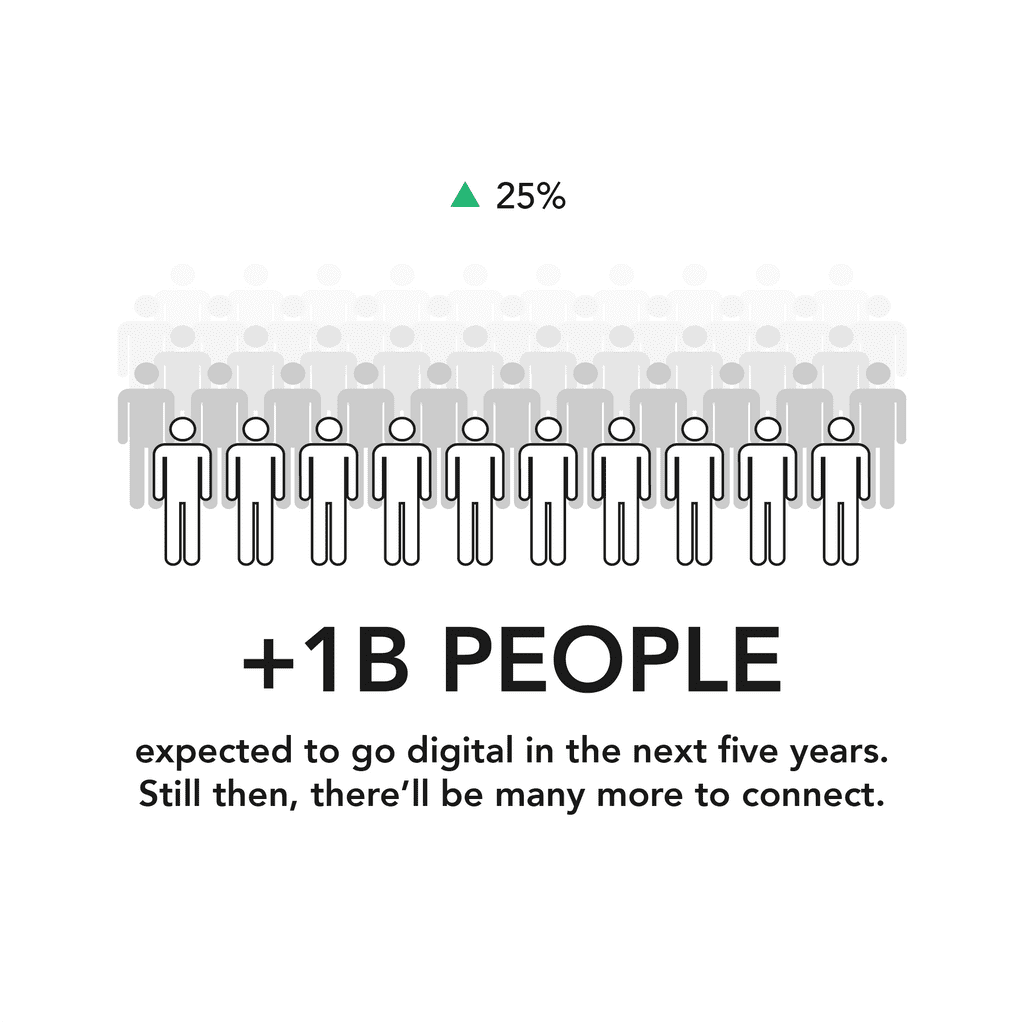 25%
+1B PEOPLE
expected to go digital in the next five years.
Still then, there’ll be many more to connect.